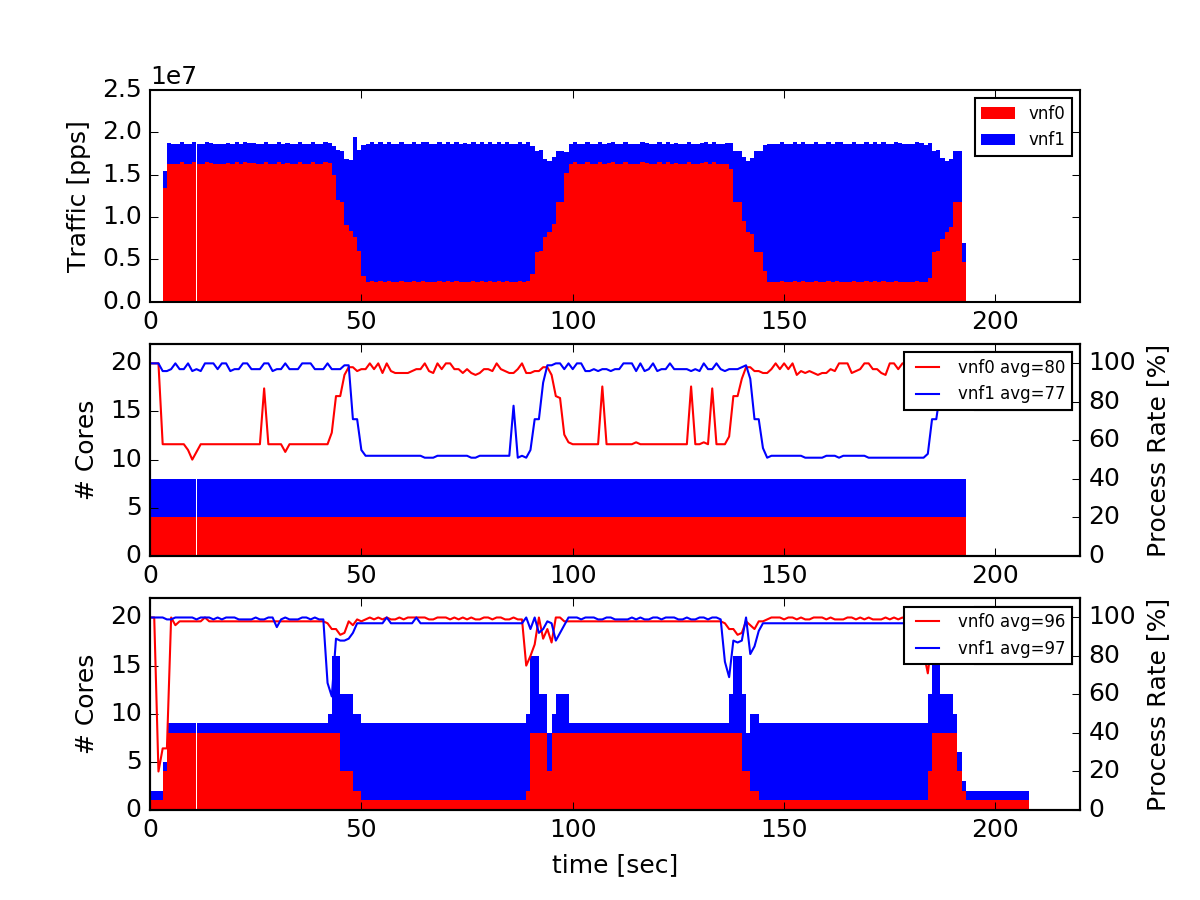 1e7
2.5
2.0
1.5
1.0
0.5
0.0
Traffic [pps]
vnf0
vnf1
0 50 100 150 200
20
15
10
5
0
# Cores
vnf0 avg=80
vnf1 avg=77
100
80
60
40
20
0
Process Rate [%]
0 50 100 150 200
20
15
10
5
0
# Cores
vnf0 avg=96
vnf1 avg=97
100
80
60
40
20
0
Process Rate [%]
0 50 100 150 200
time [sec]